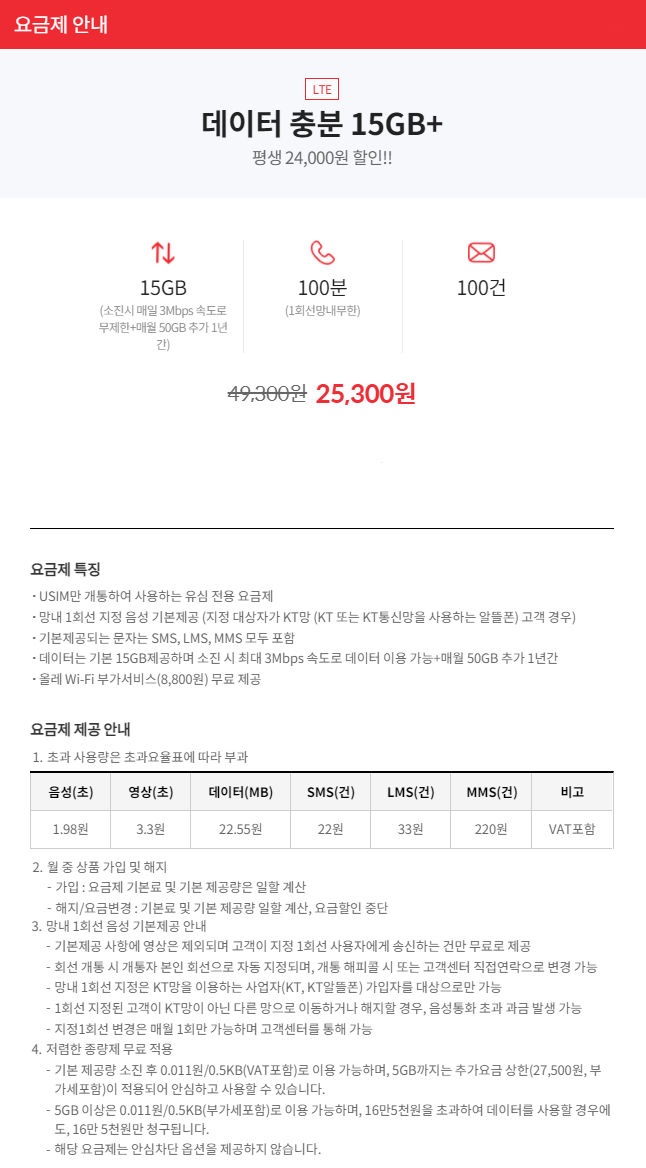 요금제 안내
LTE
데이터 충분 15GB+
평생 24,000원 할인!!
15GB
(소진시 매일 3Mbps 속도로
무제한+매월 50GB 추가 1년
간)
100분
(1회선망내무한)
100건
49,300원 25,300원
요금제 특징
· USIM만 개통하여 사용하는 유심 전용 요금제
· 망내 1회선 지정 음성 기본제공 (지정 대상자가 KT망 (KT 또는 KT통신망을 사용하는 알뜰폰) 고객 경우)
· 기본제공되는 문자는 SMS, LMS, MMS 모두 포함
· 데이터는 기본 15GB제공하며 소진 시 최대 3Mbps 속도로 데이터 이용 가능+매월 50GB 추가 1년간
· 올레 Wi-Fi 부가서비스(8,800원) 무료 제공
요금제 제공 안내
1. 초과 사용량은 초과요율표에 따라 부과
음성(초) 영상(초) 데이터(MB) SMS(건) LMS(건) MMS(건) 비고
1.98원 3.3원 22.55원 22원 33원 220원 VAT포함
2. 월 중 상품 가입 및 해지
- 가입 : 요금제 기본료 및 기본 제공량은 일할 계산
- 해지/요금변경 : 기본료 및 기본 제공량 일할 계산, 요금할인 중단
3. 망내 1회선 음성 기본제공 안내
- 기본제공 사항에 영상은 제외되며 고객이 지정 1회선 사용자에게 송신하는 건만 무료로 제공
- 회선 개통 시 개통자 본인 회선으로 자동 지정되며, 개통 해피콜 시 또는 고객센터 직접연락으로 변경 가능
- 망내 1회선 지정은 KT망을 이용하는 사업자(KT, KT알뜰폰) 가입자를 대상으로만 가능
- 1회선 지정된 고객이 KT망이 아닌 다른 망으로 이동하거나 해지할 경우, 음성통화 초과 과금 발생 가능
- 지정1회선 변경은 매월 1회만 가능하며 고객센터를 통해 가능
4. 저렴한 종량제 무료 적용
- 기본 제공량 소진 후 0.011원/0.5KB(VAT포함)로 이용 가능하며, 5GB까지는 추가요금 상한(27,500원, 부
가세포함)이 적용되어 안심하고 사용할 수 있습니다.
- 5GB 이상은 0.011원/0.5KB(부가세포함)로 이용 가능하며, 16만5천원을 초과하여 데이터를 사용할 경우에
도, 16만 5천원만 청구됩니다.
- 해당 요금제는 안심차단 옵션을 제공하지 않습니다.